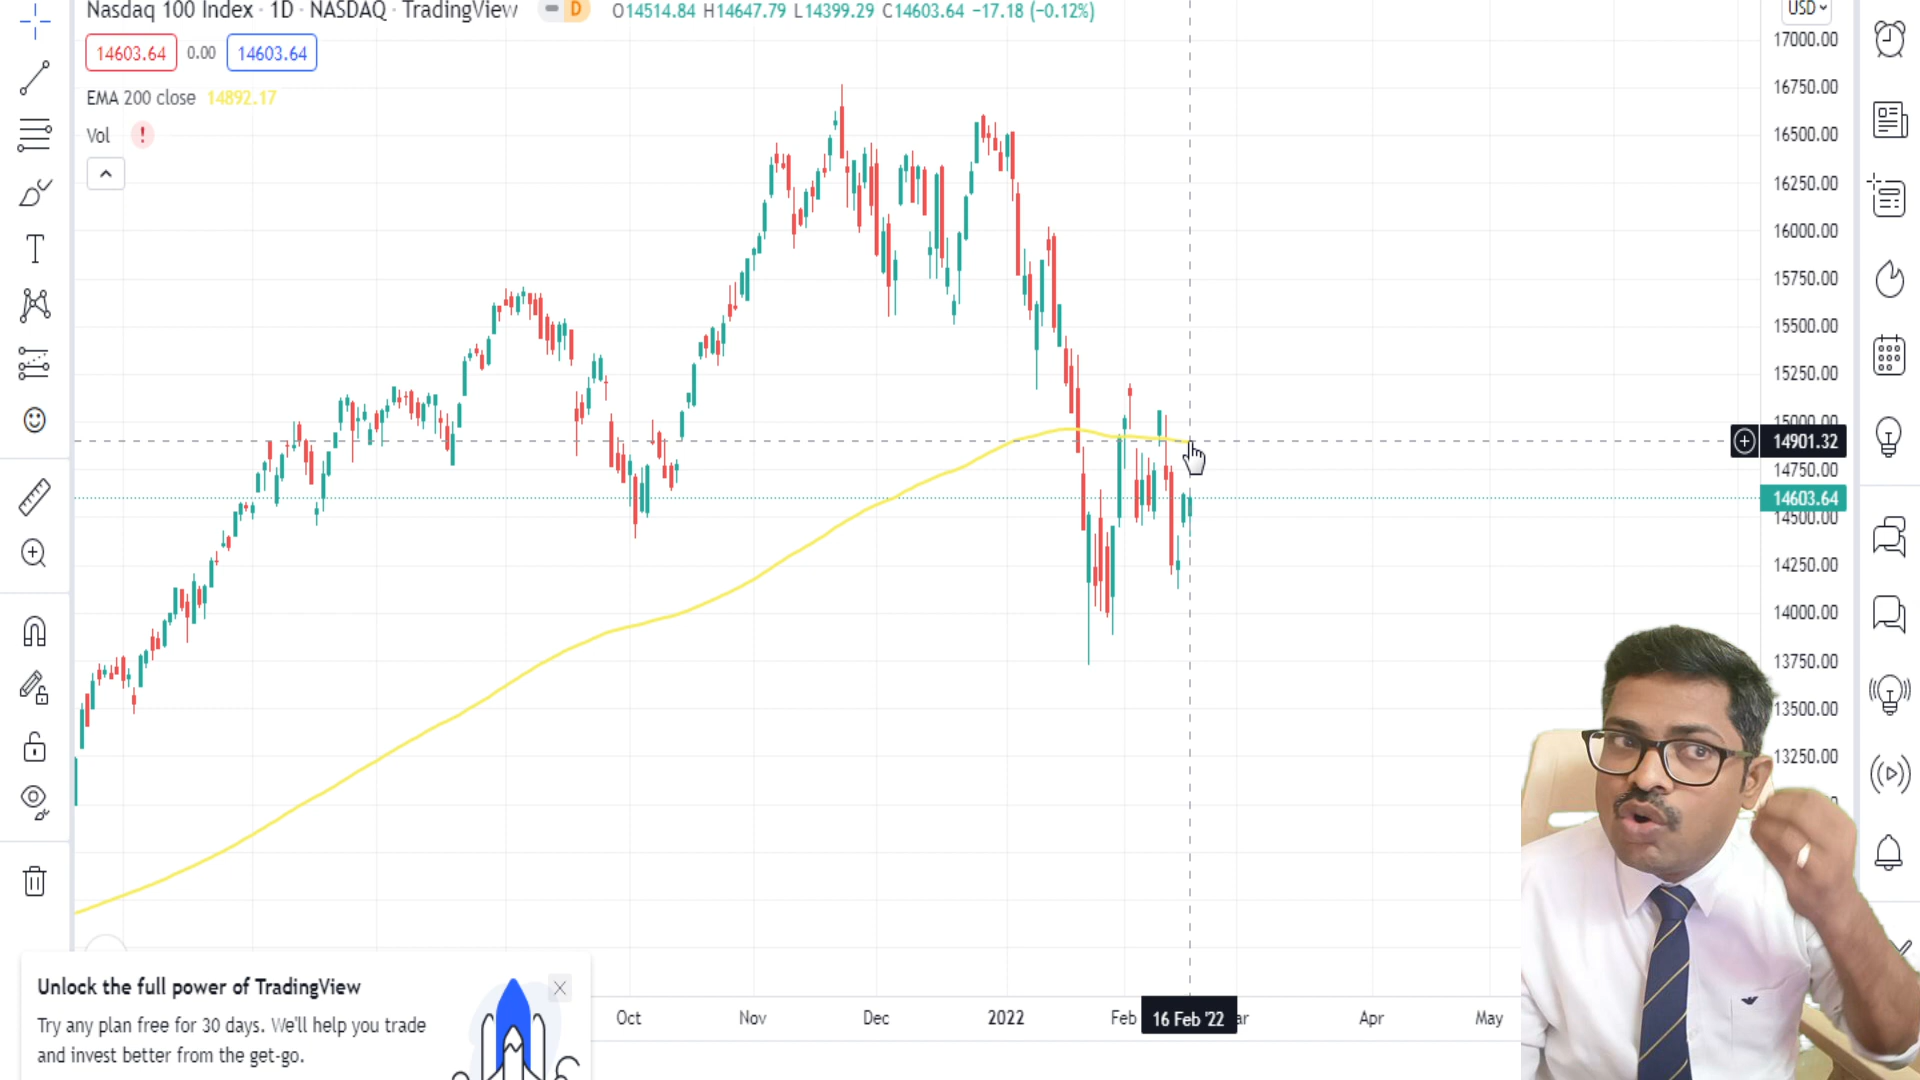 Nasdaq 100 Index · 1D · NASDAQ · TradingView
D
O14514.84 H14647.79 L14399.29 C14603.64 −17.18 (−0.12%)
USD
14603.64
0.00
14603.64
EMA 200 close 14892.17
Vol
!
17000.00
16750.00
16500.00
16250.00
16000.00
15750.00
15500.00
15250.00
15000.00
14901.32
14750.00
14603.64
14500.00
14250.00
14000.00
13750.00
13500.00
13250.00
Oct
Nov
Dec
2022
Feb
16 Feb '22
ar
Apr
May
Unlock the full power of TradingView
Try any plan free for 30 days. We'll help you trade
and invest better from the get-go.